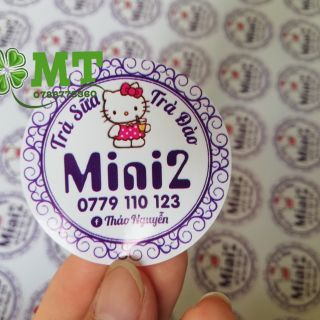 MT
Trà Sữa
Trà Đào
Mini2
0779 110 123
Thảo Nguyễn